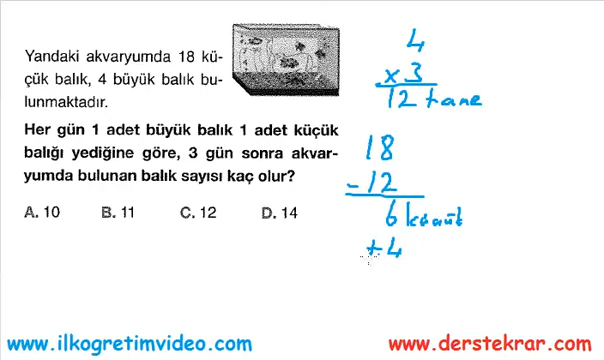 Yandaki akvaryumda 18 kü-
çük balık, 4 büyük balık bu-
lunmaktadır.
Her gün 1 adet büyük balık 1 adet küçük
balığı yediğine göre, 3 gün sonra akvar-
yumda bulunan balık sayısı kaç olur?
A. 10 B. 11 C. 12 D. 14
4
x 3
12 tane
18
- 12
6 küçük
+ 4
www.ilkogretimvideo.com
www.derstekrar.com